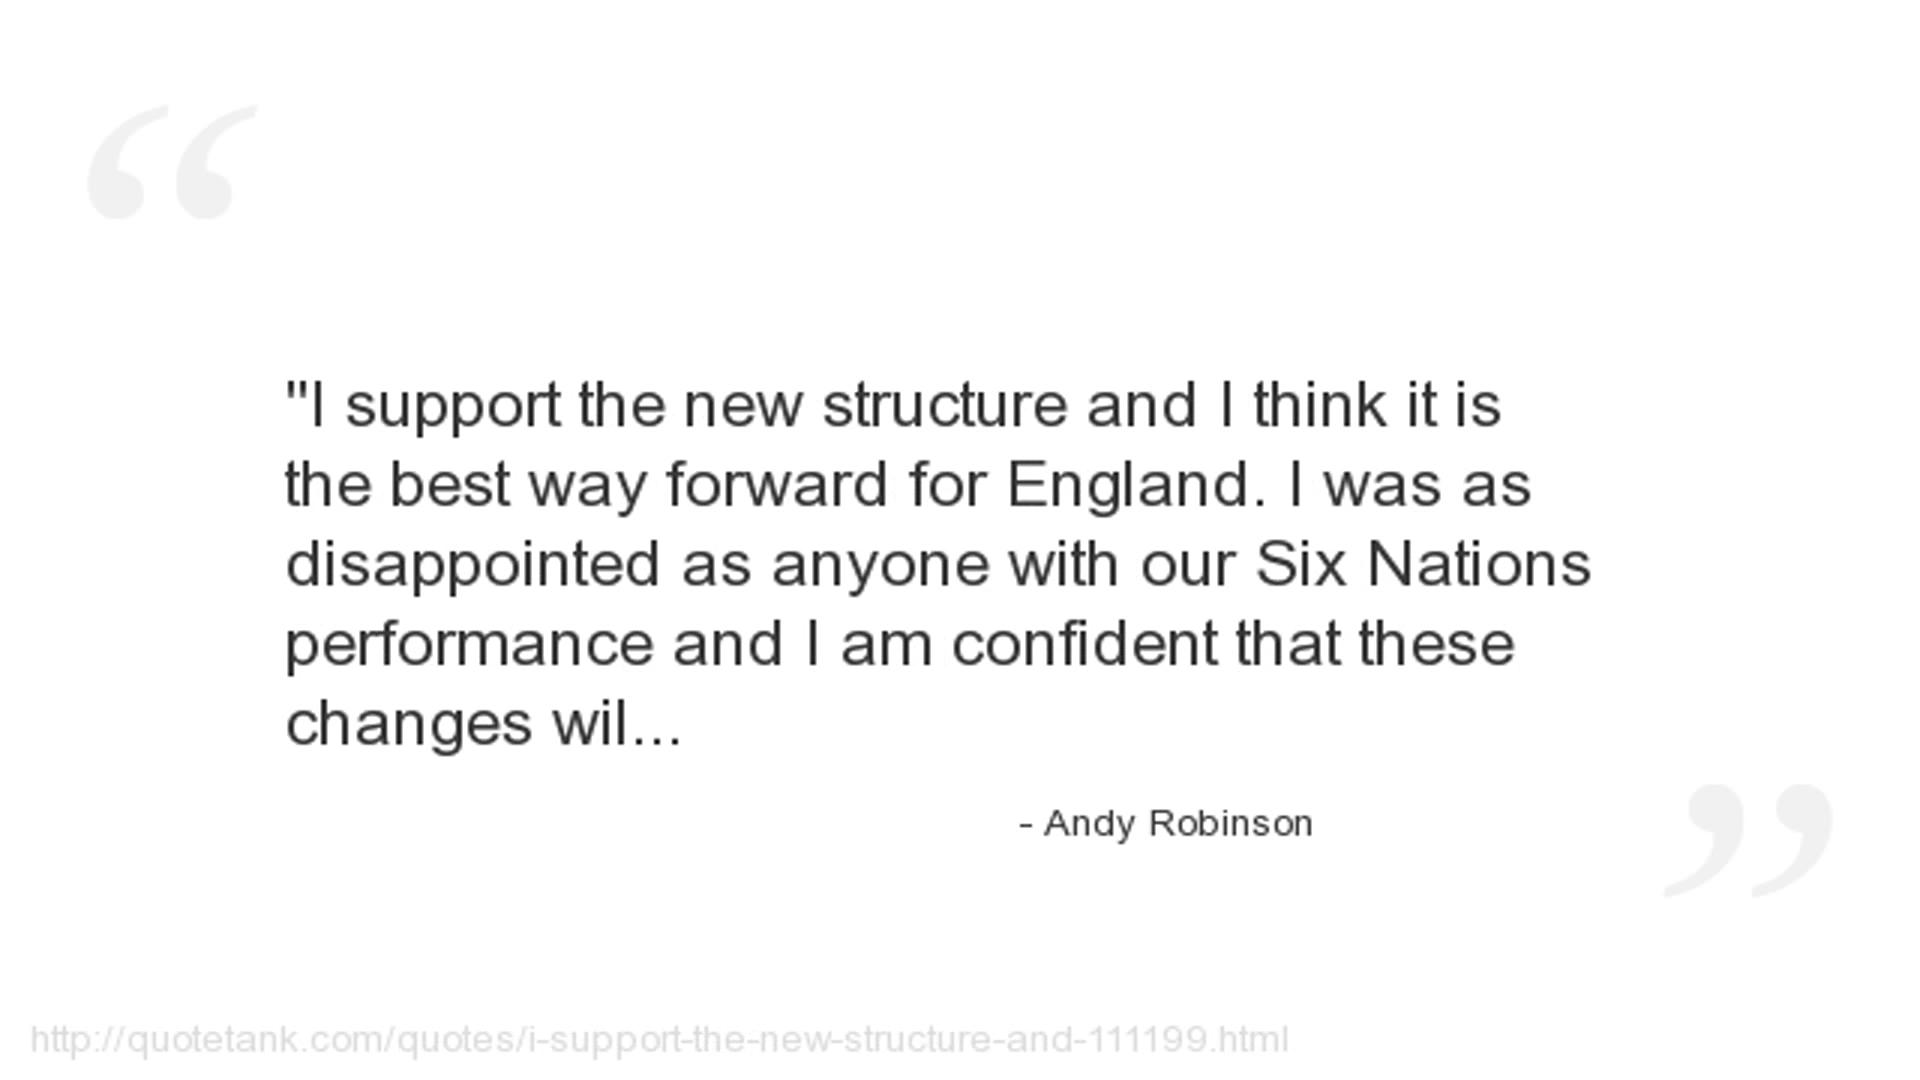 "I support the new structure and I think it is
the best way forward for England. I was as
disappointed as anyone with our Six Nations
performance and I am confident that these
changes wil...
- Andy Robinson
http://quotetank.com/quotes/i-support-the-new-structure-and-111199.html